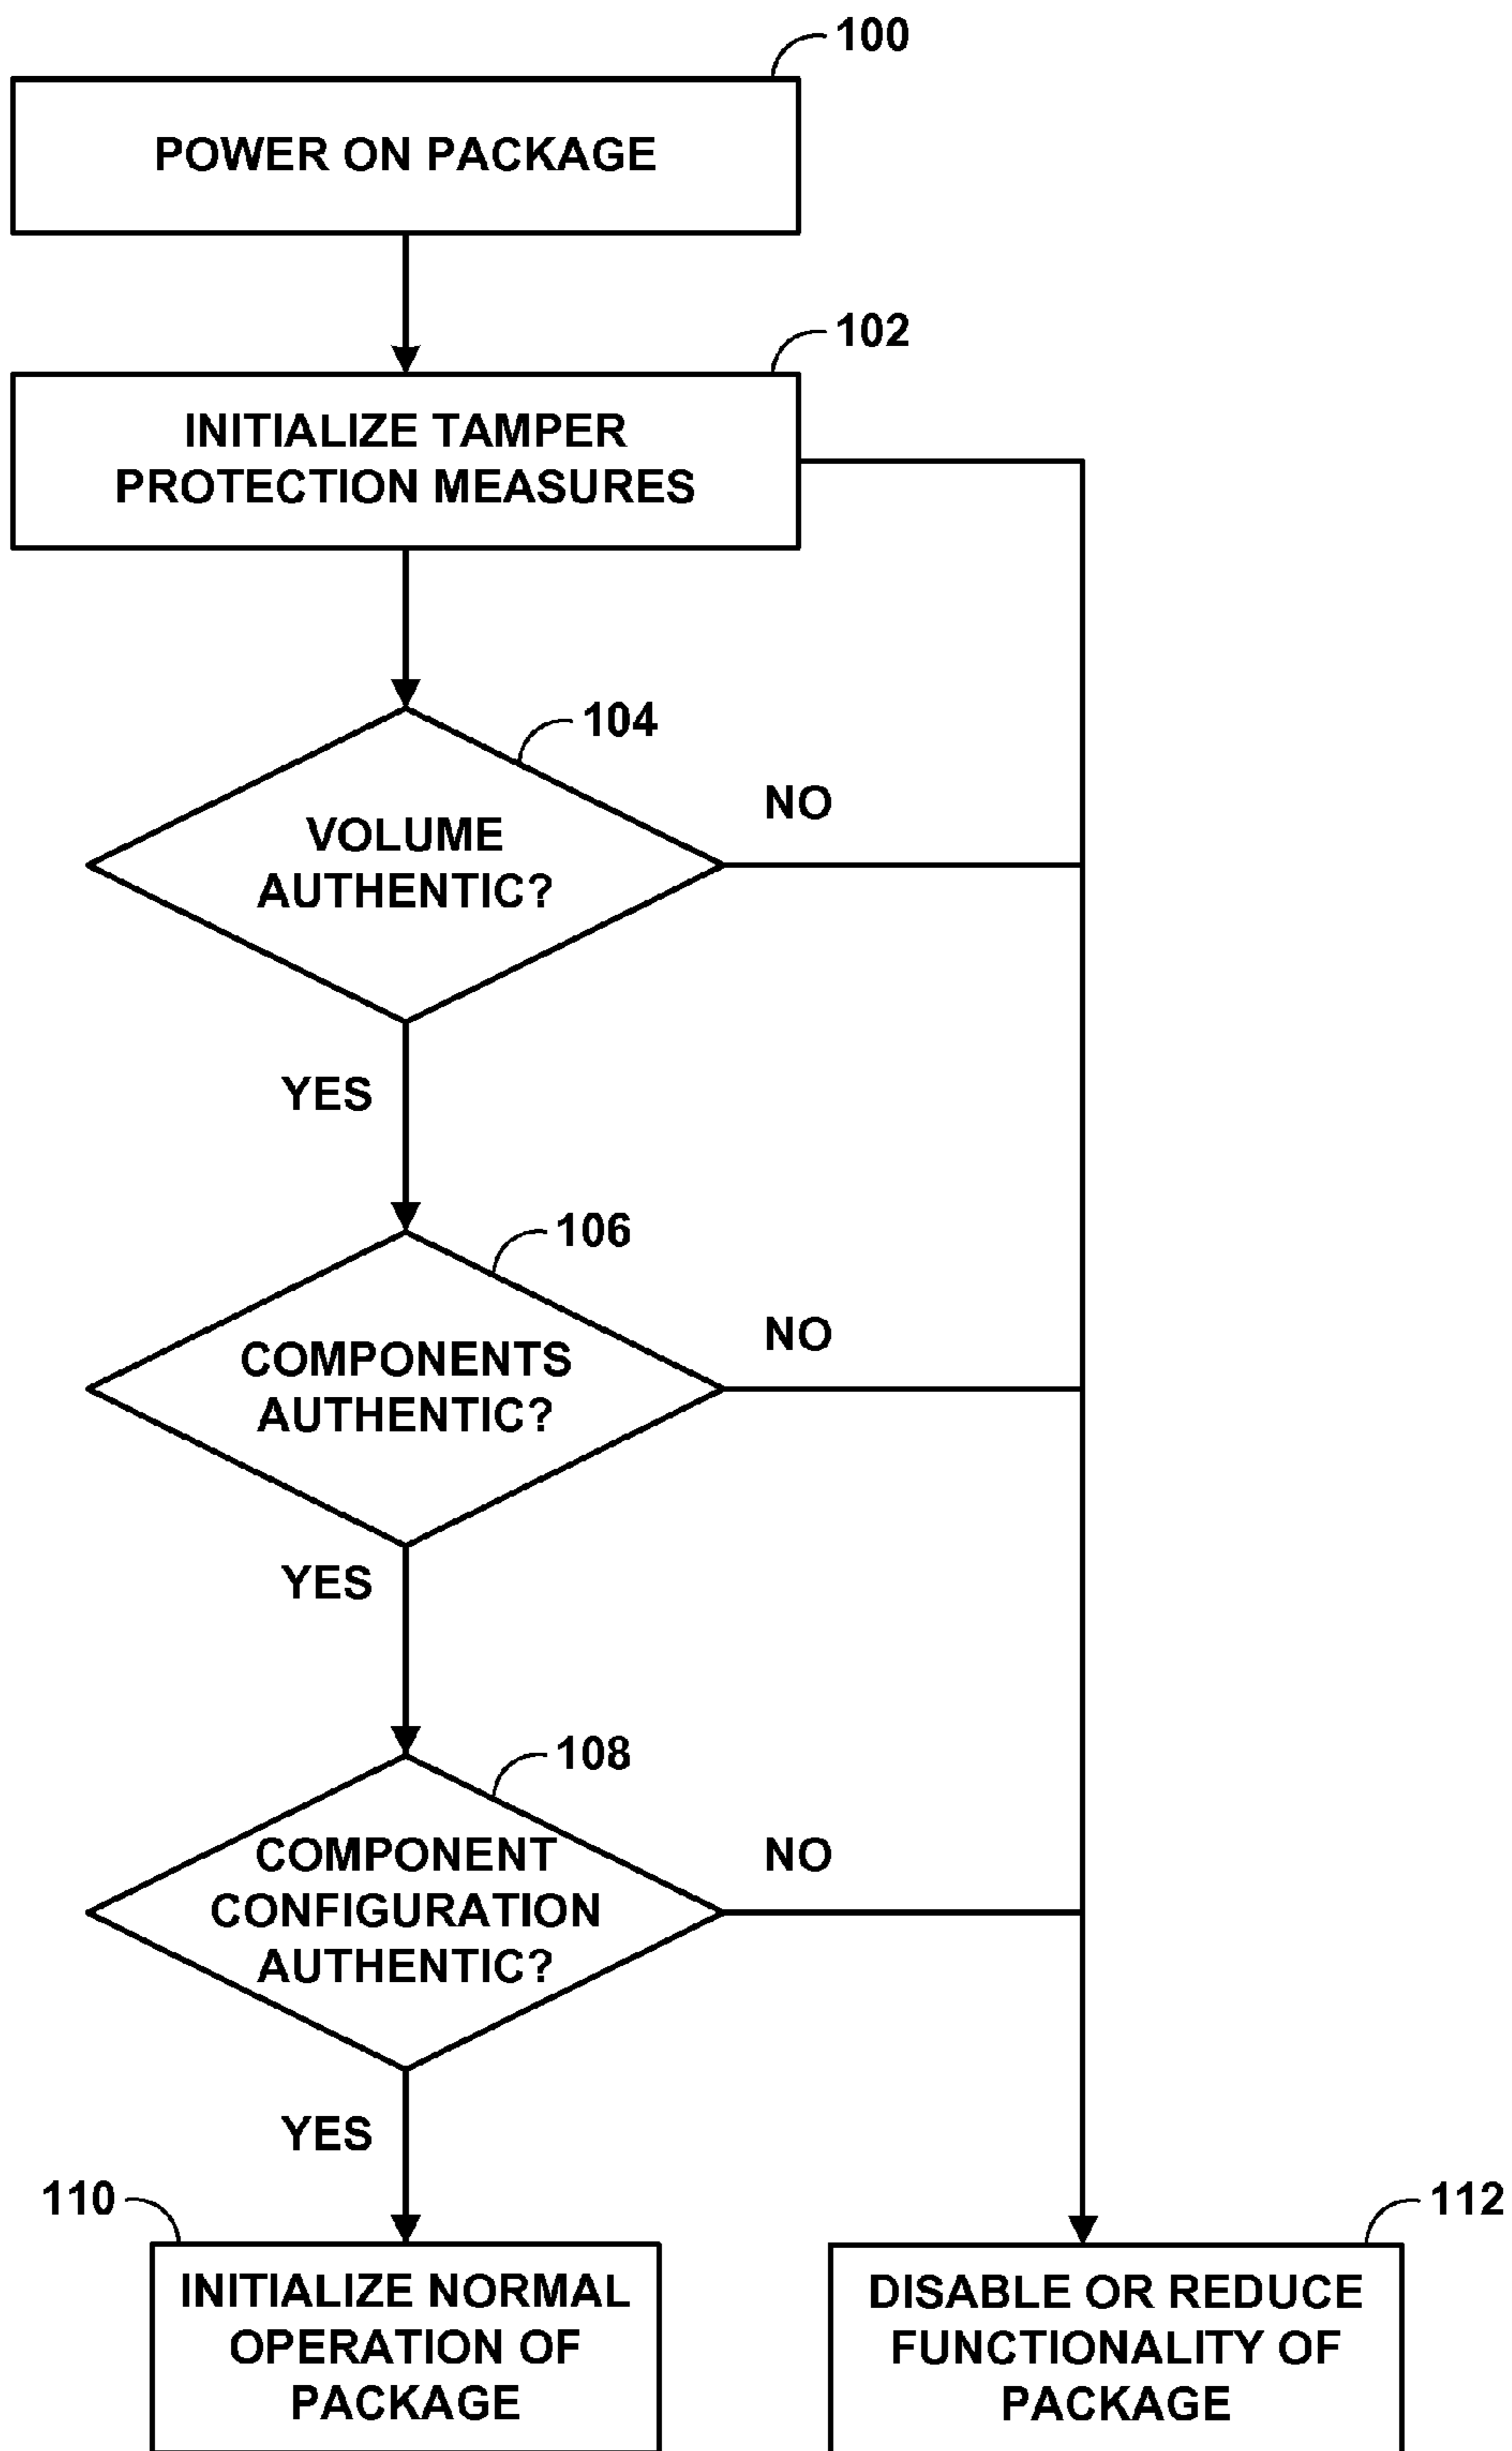 100
POWER ON PACKAGE
102
INITIALIZE TAMPER
PROTECTION MEASURES
104
VOLUME
AUTHENTIC?
NO
YES
106
COMPONENTS
AUTHENTIC?
NO
YES
108
COMPONENT
CONFIGURATION
AUTHENTIC?
NO
YES
110
INITIALIZE NORMAL
OPERATION OF
PACKAGE
112
DISABLE OR REDUCE
FUNCTIONALITY OF
PACKAGE